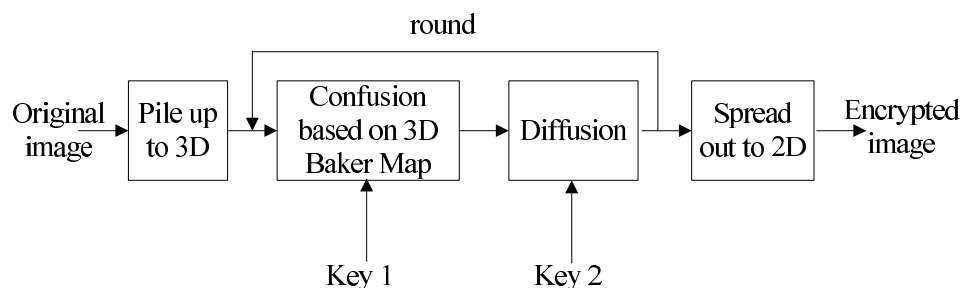 round
Original
image
Pile up
to 3D
Confusion
based on 3D
Baker Map
Diffusion
Spread
out to 2D
Encrypted
image
Key 1
Key 2